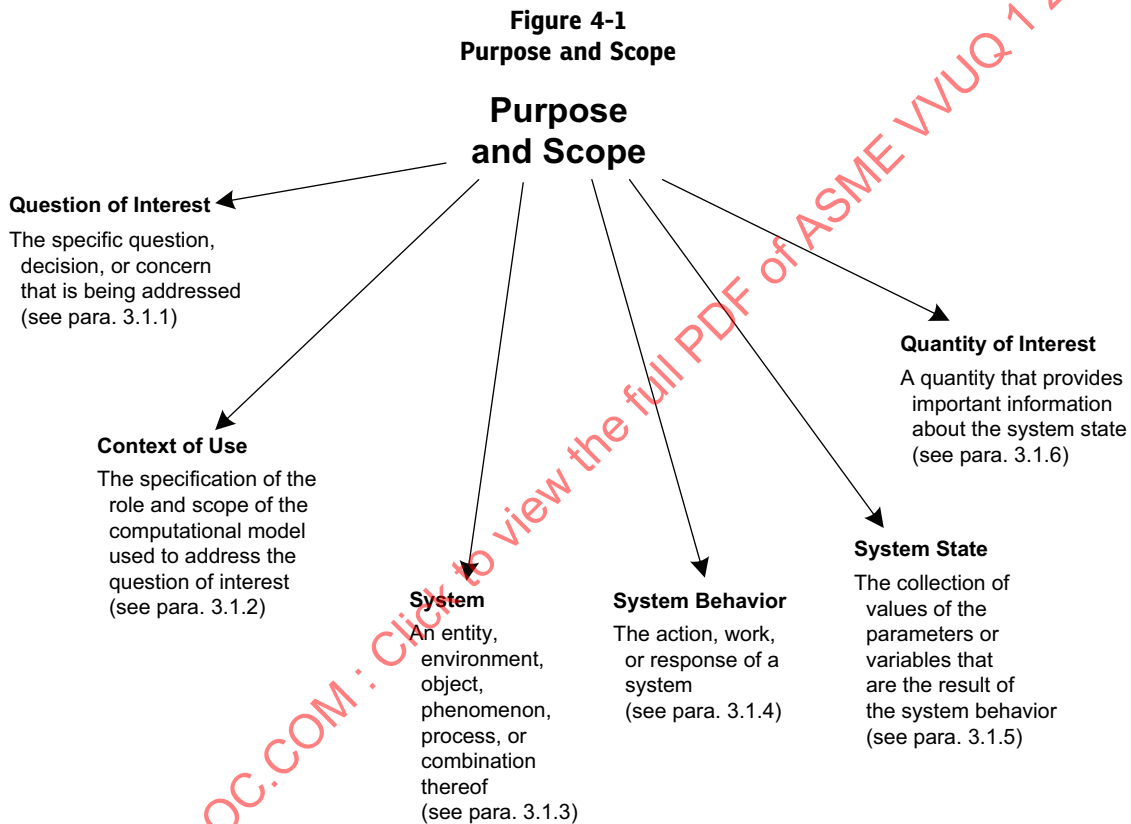 Figure 4-1
Purpose and Scope
Purpose
and Scope
Question of Interest
The specific question,
decision, or concern
that is being addressed
(see para. 3.1.1)
Context of Use
The specification of the
role and scope of the
computational model
used to address the
question of interest
(see para. 3.1.2)
System
An entity,
environment,
object,
phenomenon,
process, or
combination
thereof
(see para. 3.1.3)
System Behavior
The action, work,
or response of a
system
(see para. 3.1.4)
System State
The collection of
values of the
parameters or
variables that
are the result of
the system behavior
(see para. 3.1.5)
Quantity of Interest
A quantity that provides
important information
about the system state
(see para. 3.1.6)
OC.COM : Click to view the full PDF of ASME VVUQ 1